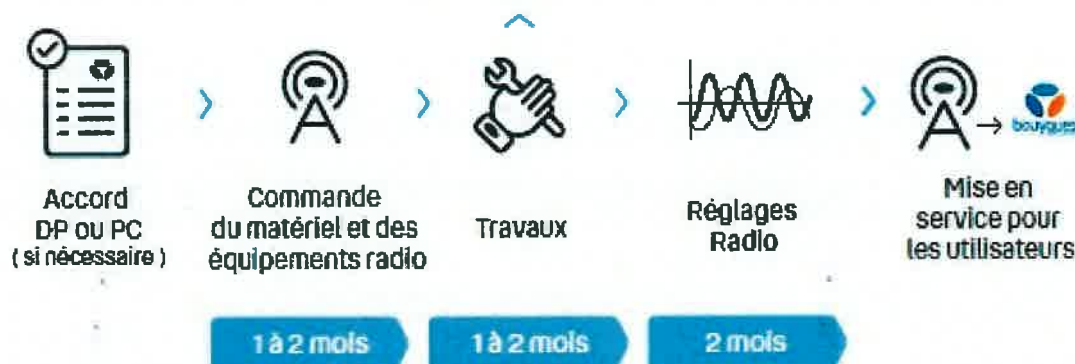 Accord
DP ou PC
( si nécessaire )
Commande
du matériel et des
équipements radio
Travaux
Réglages
Radio
bouygues
Mise en
service pour
les utilisateurs
1 à 2 mois
1 à 2 mois
2 mois